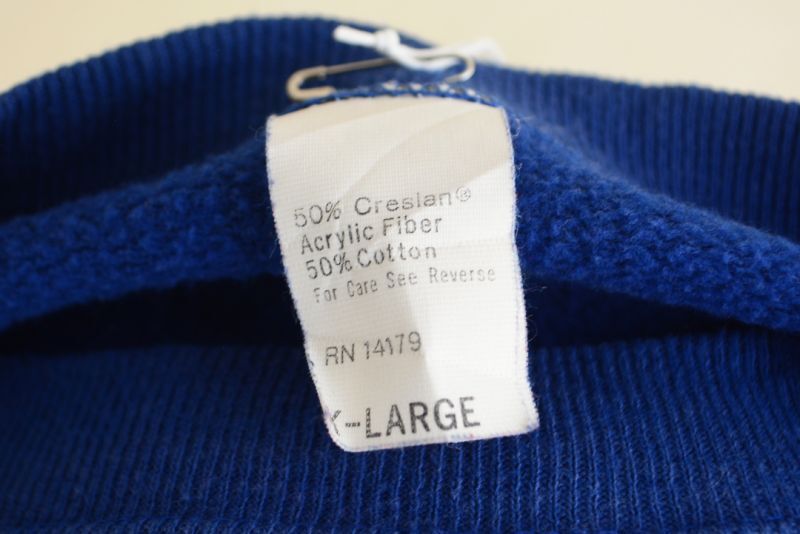 50% Creslan®
Acrylic Fiber
50% Cotton
For Care See Reverse
RN 14179
X-LARGE